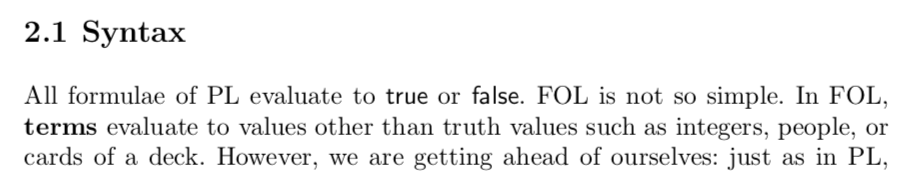 2.1 Syntax
All formulae of PL evaluate to true or false. FOL is not so simple. In FOL,
terms evaluate to values other than truth values such as integers, people, or
cards of a deck. However, we are getting ahead of ourselves: just as in PL,